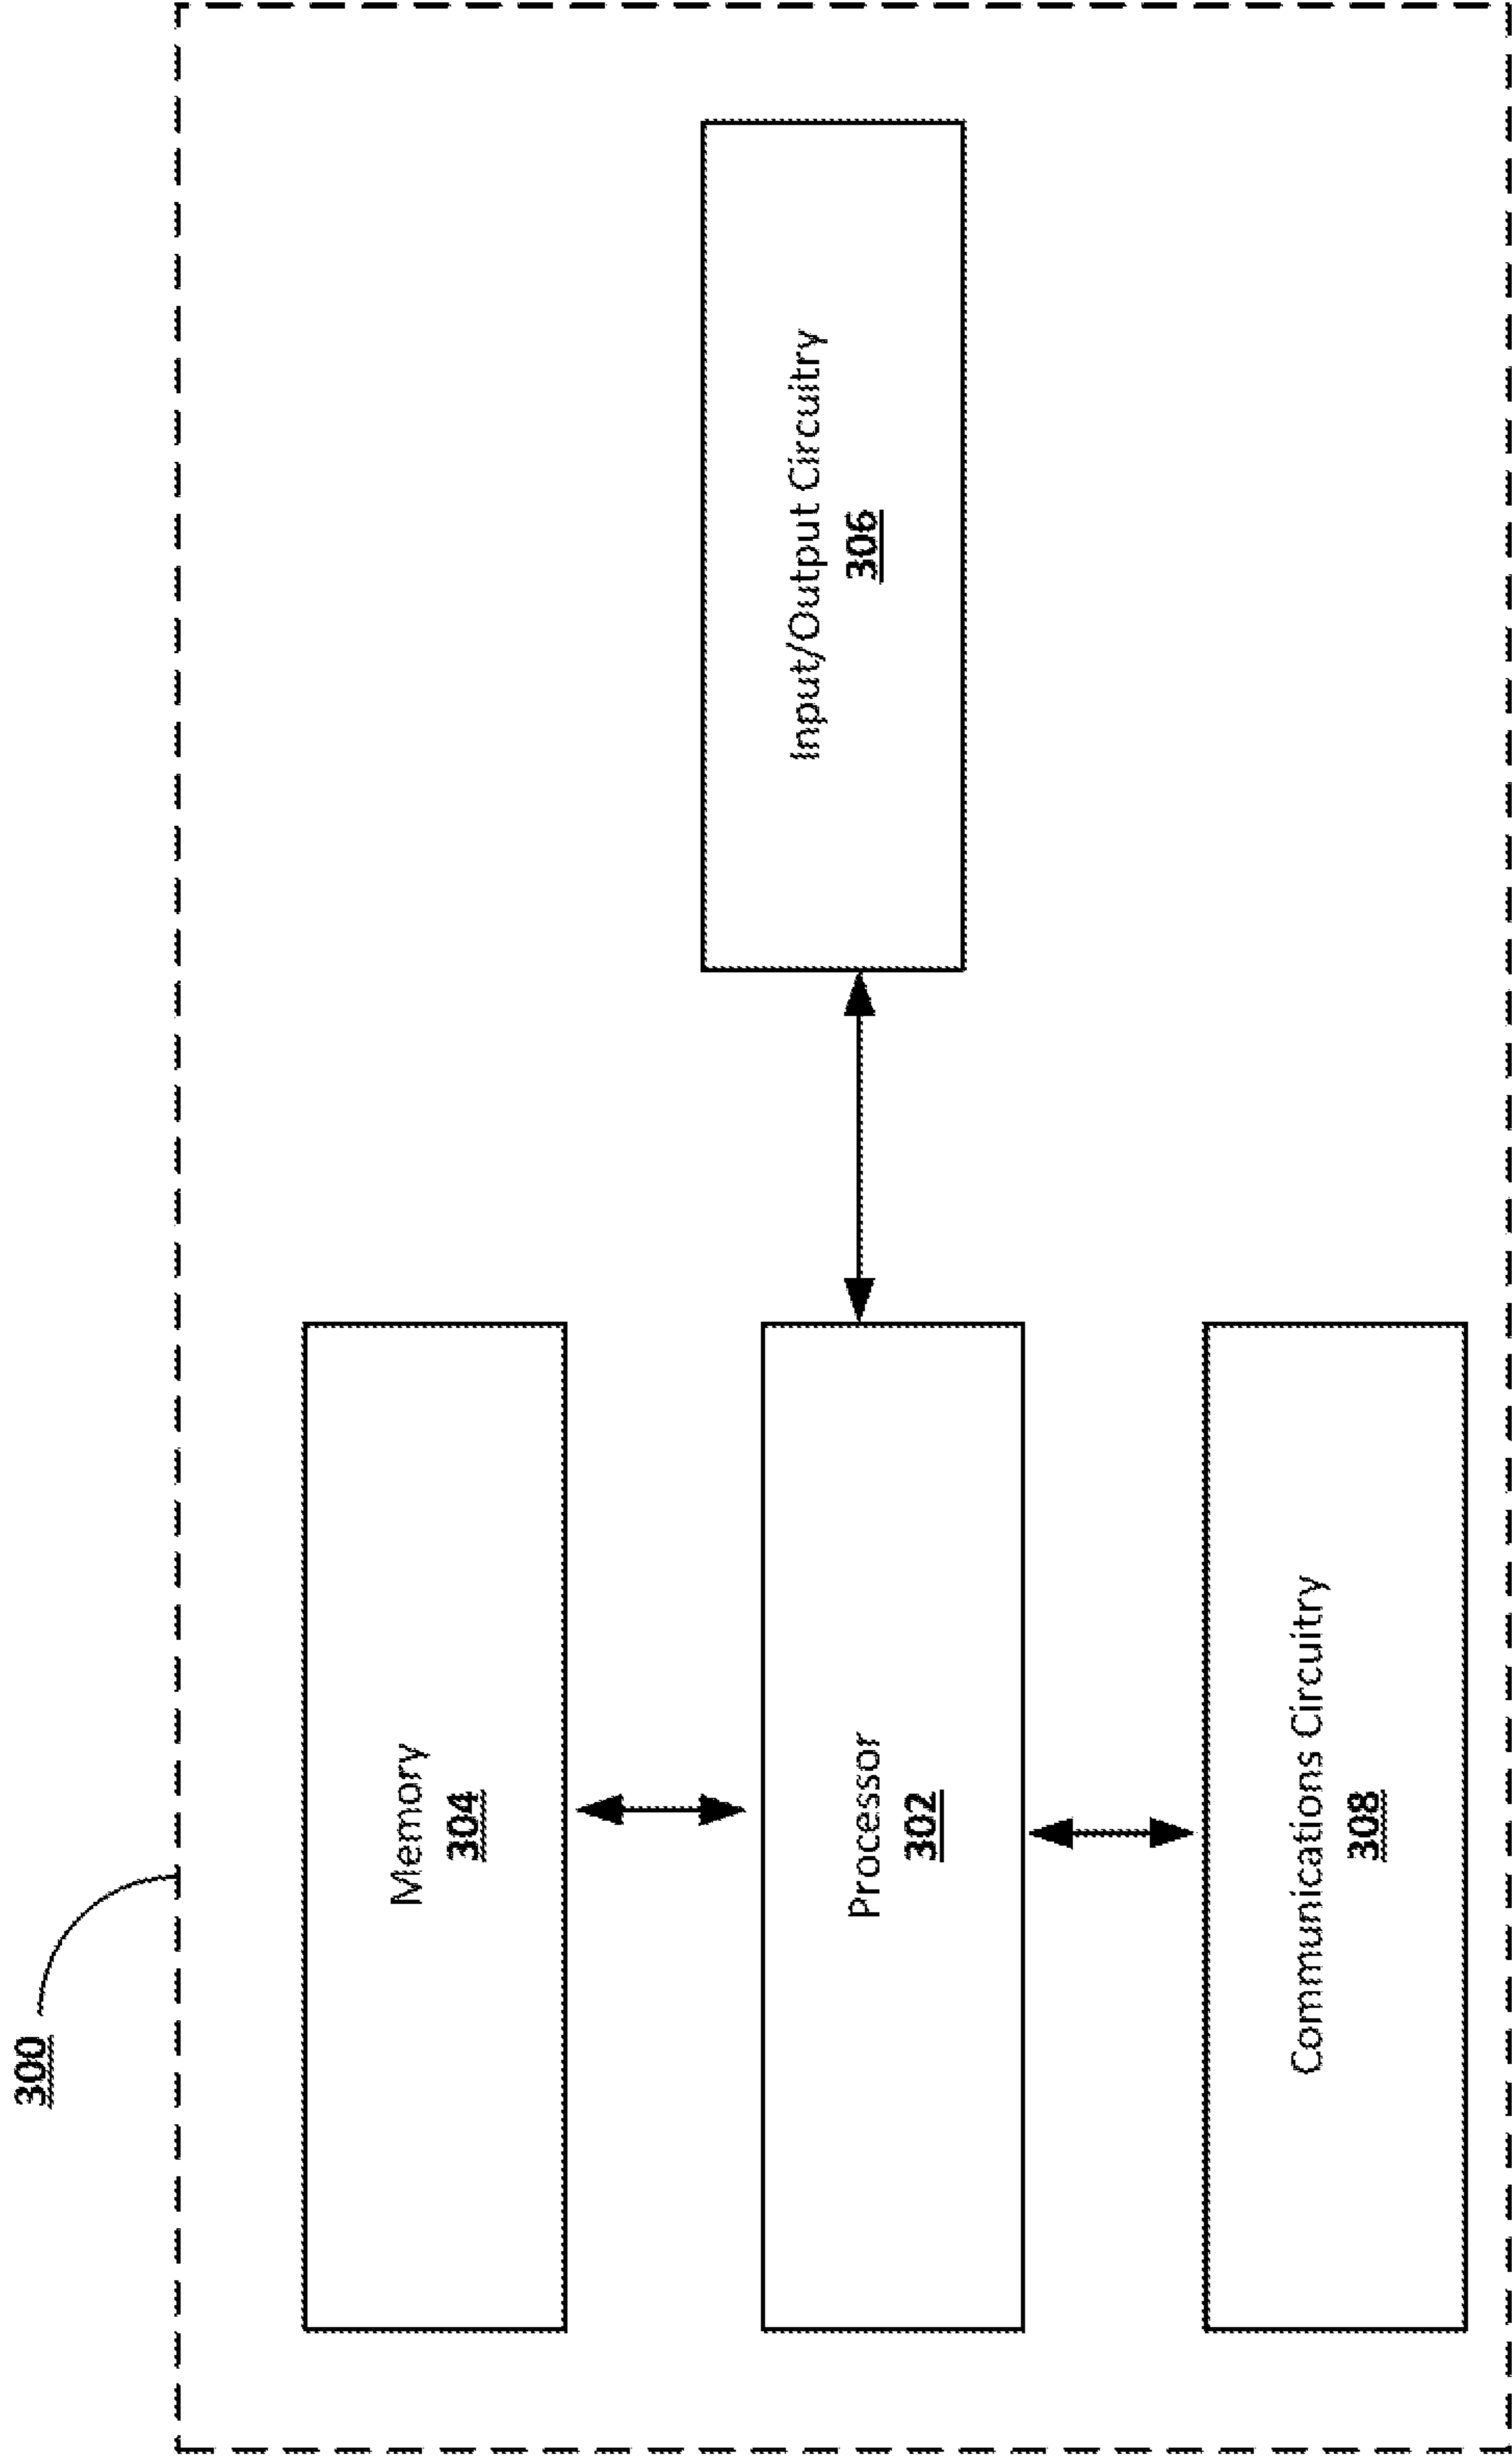 300
Memory
304
Processor
302
Input/Output Circuitry
306
Communications Circuitry
308